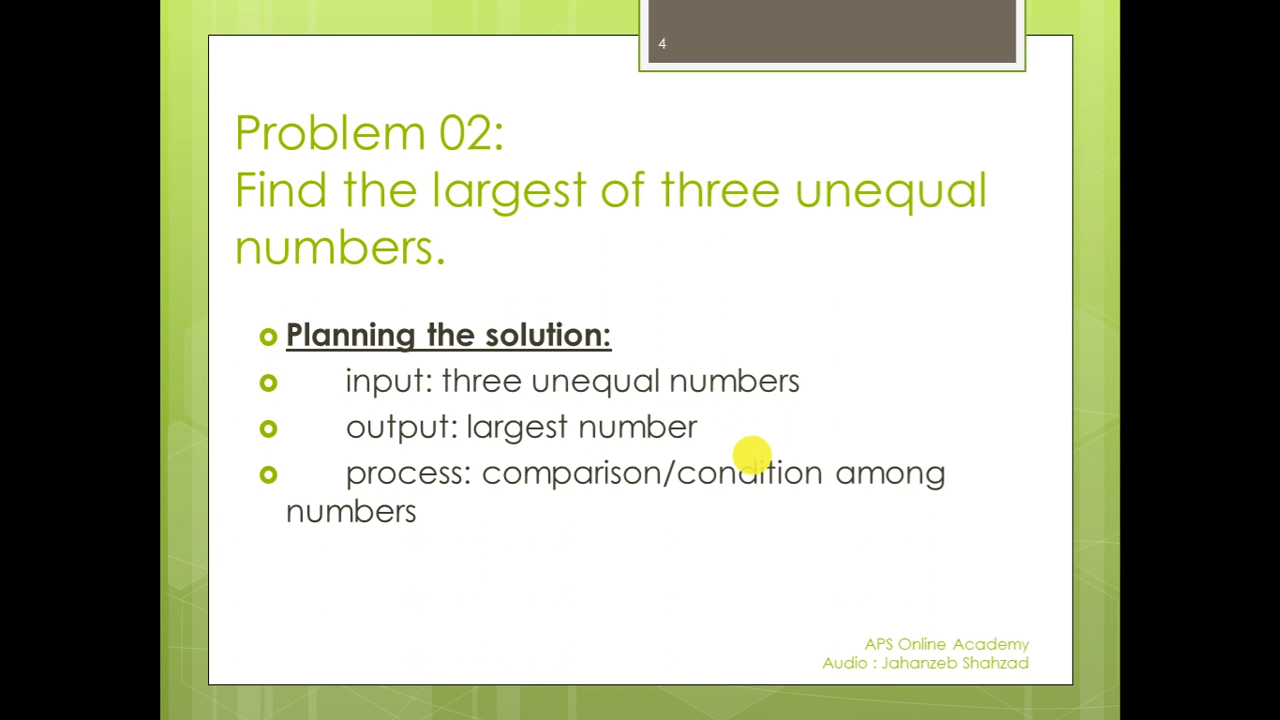 4
Problem 02:
Find the largest of three unequal
numbers.
Planning the solution:
input: three unequal numbers
output: largest number
process: comparison/condition among
numbers
APS Online Academy
Audio : Jahanzeb Shahzad